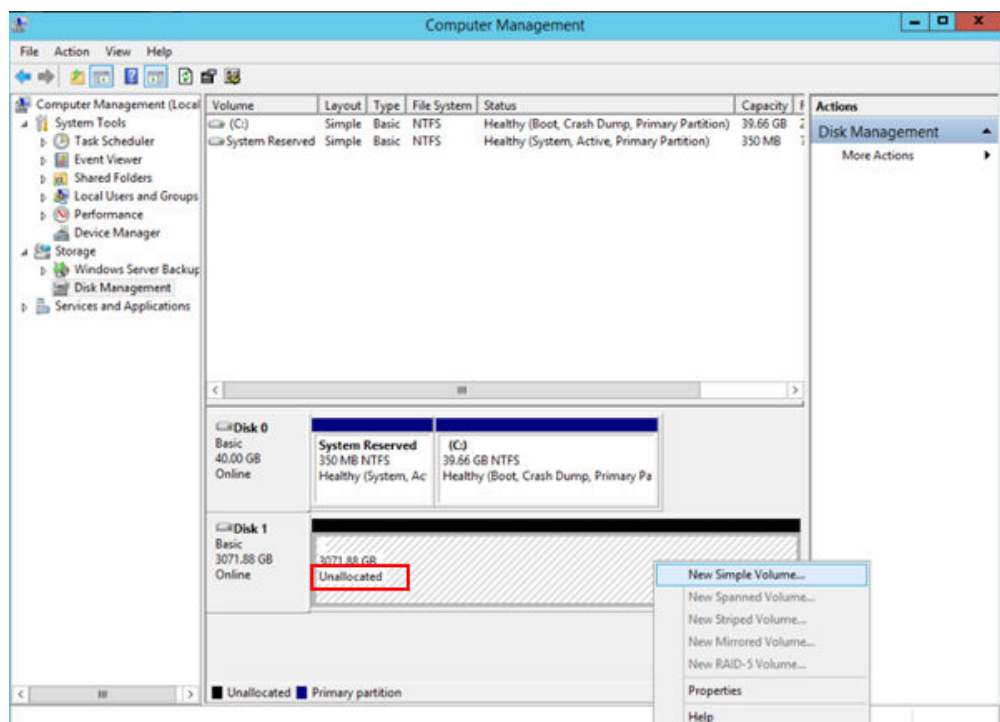 Computer Management
File Action View Help
Computer Management (Local
System Tools
Task Scheduler
Event Viewer
Shared Folders
Local Users and Groups
Performance
Device Manager
Storage
Windows Server Backup
Disk Management
Services and Applications
Volume Layout Type File System Status Capacity
(C:) Simple Basic NTFS Healthy (Boot, Crash Dump, Primary Partition) 39.66 GB
System Reserved Simple Basic NTFS Healthy (System, Active, Primary Partition) 350 MB
Actions
Disk Management
More Actions
Disk 0
Basic
40.00 GB
Online
System Reserved
350 MB NTFS
Healthy (System, Ac
(C:)
39.66 GB NTFS
Healthy (Boot, Crash Dump, Primary Pa
Disk 1
Basic
3071.88 GB
Online
3071.88 GB
Unallocated
New Simple Volume...
New Spanned Volume...
New Striped Volume...
New Mirrored Volume...
New RAID-5 Volume...
Properties
Help
Unallocated Primary partition